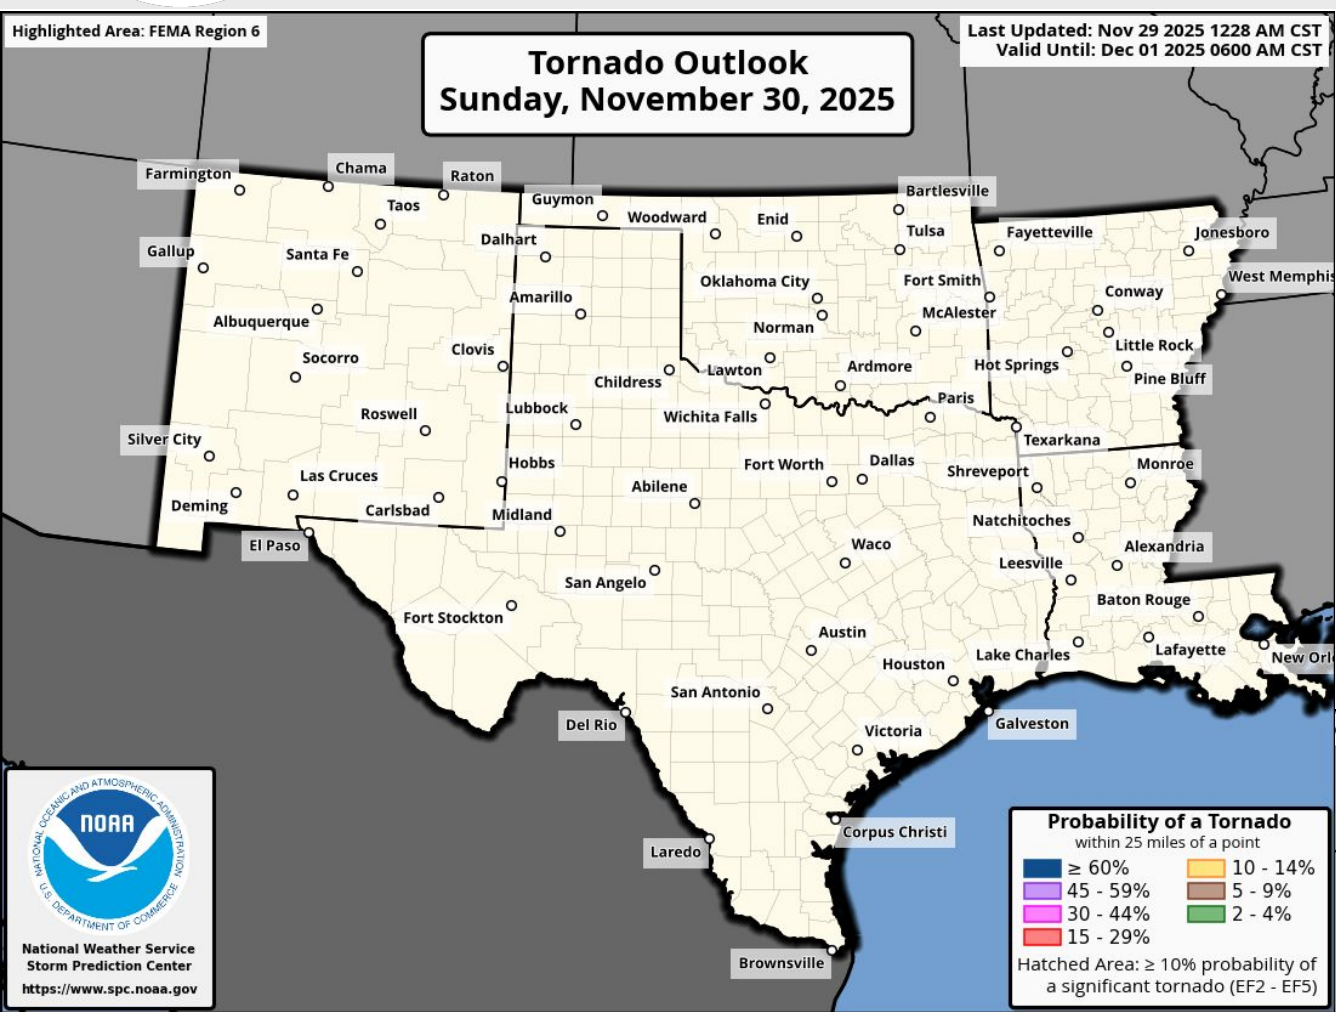 Highlighted Area: FEMA Region 6
Last Updated: Nov 29 2025 1228 AM CST
Valid Until: Dec 01 2025 0600 AM CST
Tornado Outlook
Sunday, November 30, 2025
Farmington
Chama
Raton
Taos
Guymon
Woodward
Enid
Bartlesville
Tulsa
Fayetteville
Jonesboro
Gallup
Santa Fe
Dalhart
Oklahoma City
Fort Smith
West Memphis
Conway
Amarillo
Albuquerque
Norman
McAlester
Little Rock
Socorro
Clovis
Childress
Lawton
Ardmore
Hot Springs
Pine Bluff
Roswell
Lubbock
Wichita Falls
Paris
Silver City
Texarkana
Las Cruces
Hobbs
Fort Worth
Dallas
Shreveport
Monroe
Deming
Carlsbad
Abilene
Midland
Natchitoches
El Paso
Waco
Alexandria
San Angelo
Leesville
Fort Stockton
Baton Rouge
Austin
Houston
Lake Charles
Lafayette
New Orl
San Antonio
Del Rio
Victoria
Galveston
Corpus Christi
Laredo
Brownsville
NATIONAL OCEANIC AND ATMOSPHERIC ADMINISTRATION
NOAA
U.S. DEPARTMENT OF COMMERCE
National Weather Service
Storm Prediction Center
https://www.spc.noaa.gov
Probability of a Tornado
within 25 miles of a point
≥ 60%
45 - 59%
30 - 44%
15 - 29%
10 - 14%
5 - 9%
2 - 4%
Hatched Area: ≥ 10% probability of
a significant tornado (EF2 - EF5)